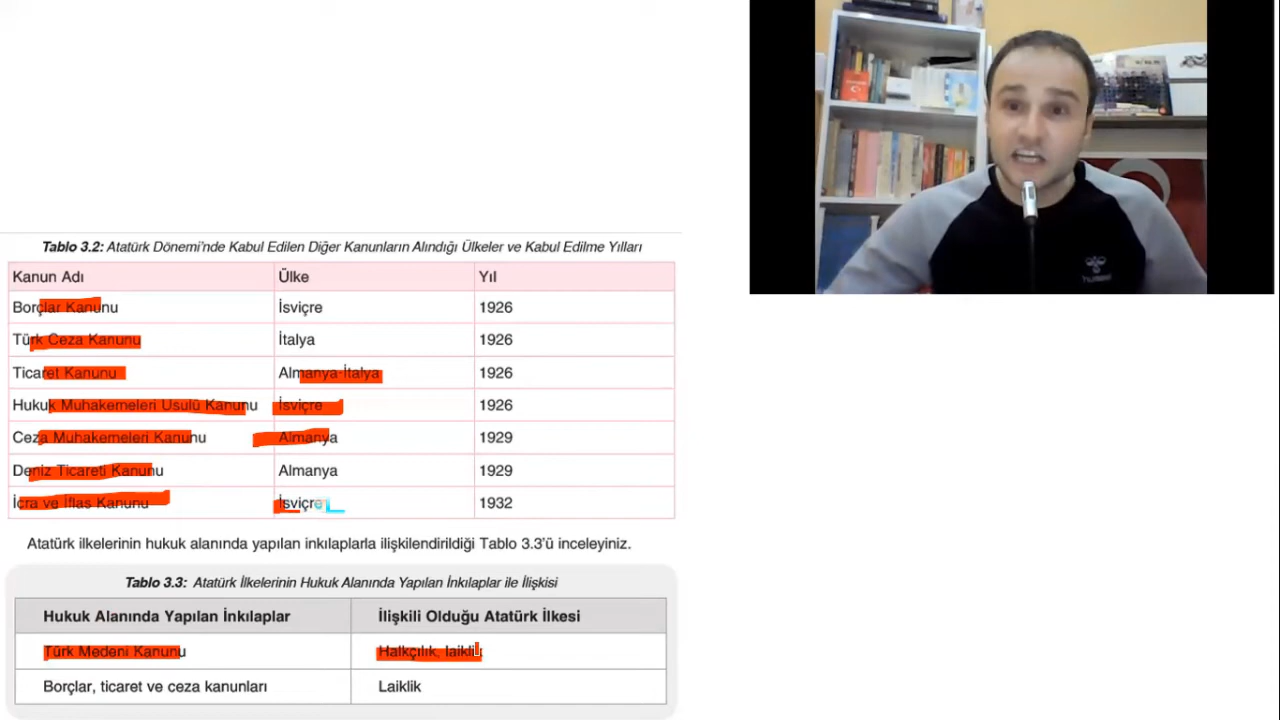 Tablo 3.2: Atatürk Dönemi'nde Kabul Edilen Diğer Kanunların Alındığı Ülkeler ve Kabul Edilme Yılları
Kanun Adı Ülke Yıl
Borçlar Kanunu İsviçre 1926
Türk Ceza Kanunu İtalya 1926
Ticaret Kanunu Almanya-İtalya 1926
Hukuk Muhakemeleri Usulü Kanunu İsviçre 1926
Ceza Muhakemeleri Kanunu Almanya 1929
Deniz Ticareti Kanunu Almanya 1929
İcra ve İflas Kanunu İsviçre 1932
Atatürk ilkelerinin hukuk alanında yapılan inkılaplarla ilişkilendirildiği Tablo 3.3'ü inceleyiniz.
Tablo 3.3: Atatürk İlkelerinin Hukuk Alanında Yapılan İnkılaplar ile İlişkisi
Hukuk Alanında Yapılan İnkılaplar İlişkili Olduğu Atatürk İlkesi
Türk Medeni Kanunu Halkçılık, laiklik
Borçlar, ticaret ve ceza kanunları Laiklik